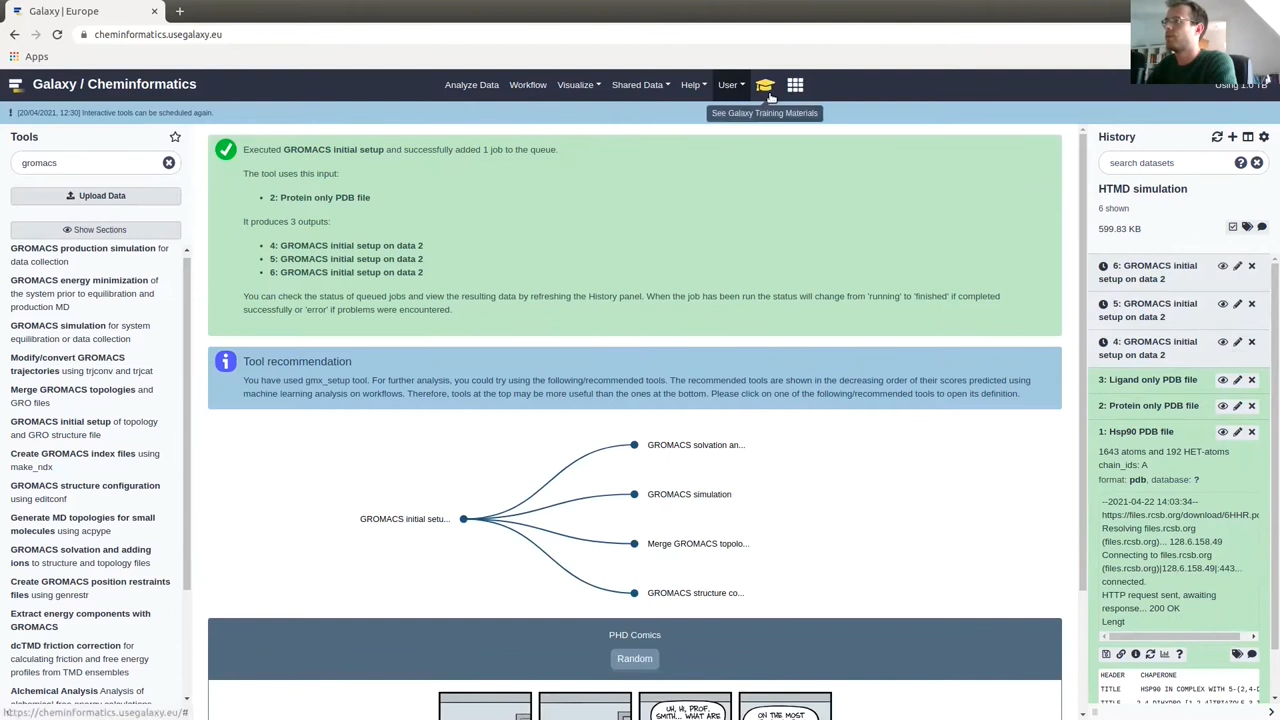 Galaxy | Europe
cheminformatics.usegalaxy.eu
Apps
Galaxy / Cheminformatics
Analyze Data
Workflow
Visualize
Shared Data
Help
User
See Galaxy Training Materials
[20/04/2021, 12:30] Interactive tools can be scheduled again.
Tools
gromacs
Upload Data
Show Sections
GROMACS production simulation for
data collection
GROMACS energy minimization of
the system prior to equilibration and
production MD
GROMACS simulation for system
equilibration or data collection
Modify/convert GROMACS
trajectories using trjconv and trjcat
Merge GROMACS topologies and
GRO files
GROMACS initial setup of topology
and GRO structure file
Create GROMACS index files using
make_ndx
GROMACS structure configuration
using editconf
Generate MD topologies for small
molecules using acpype
GROMACS solvation and adding
ions to structure and topology files
Create GROMACS position restraints
files using genrestr
Extract energy components with
GROMACS
dcTMD friction correction for
calculating friction and free energy
profiles from TMD ensembles
Alchemical Analysis Analysis of
https://cheminformatics.usegalaxy.eu/#
Executed GROMACS initial setup and successfully added 1 job to the queue.
The tool uses this input:
• 2: Protein only PDB file
It produces 3 outputs:
• 4: GROMACS initial setup on data 2
• 5: GROMACS initial setup on data 2
• 6: GROMACS initial setup on data 2
You can check the status of queued jobs and view the resulting data by refreshing the History panel. When the job has been run the status will change from 'running' to 'finished' if completed
successfully or 'error' if problems were encountered.
Tool recommendation
You have used gmx_setup tool. For further analysis, you could try using the following/recommended tools. The recommended tools are shown in the decreasing order of their scores predicted using
machine learning analysis on workflows. Therefore, tools at the top may be more useful than the ones at the bottom. Please click on one of the following/recommended tools to open its definition.
GROMACS initial setu...
GROMACS solvation an...
GROMACS simulation
Merge GROMACS topolo...
GROMACS structure co...
PHD Comics
Random
UH, HI, PROF.
SMITH... WHAT ARE
ON THE MOST
History
search datasets
HTMD simulation
6 shown
599.83 KB
6: GROMACS initial
setup on data 2
5: GROMACS initial
setup on data 2
4: GROMACS initial
setup on data 2
3: Ligand only PDB file
2: Protein only PDB file
1: Hsp90 PDB file
1643 atoms and 192 HET-atoms
chain_ids: A
format: pdb, database: ?
--2021-04-22 14:03:34--
https://files.rcsb.org/download/6HHR.p
Resolving files.rcsb.org
(files.rcsb.org)... 128.6.158.49
Connecting to files.rcsb.org
(files.rcsb.org)|128.6.158.49|:443...
connected.
HTTP request sent, awaiting
response... 200 OK
Lengt
HEADER CHAPERONE
TITLE HSP90 IN COMPLEX WITH 5-(2,4-D